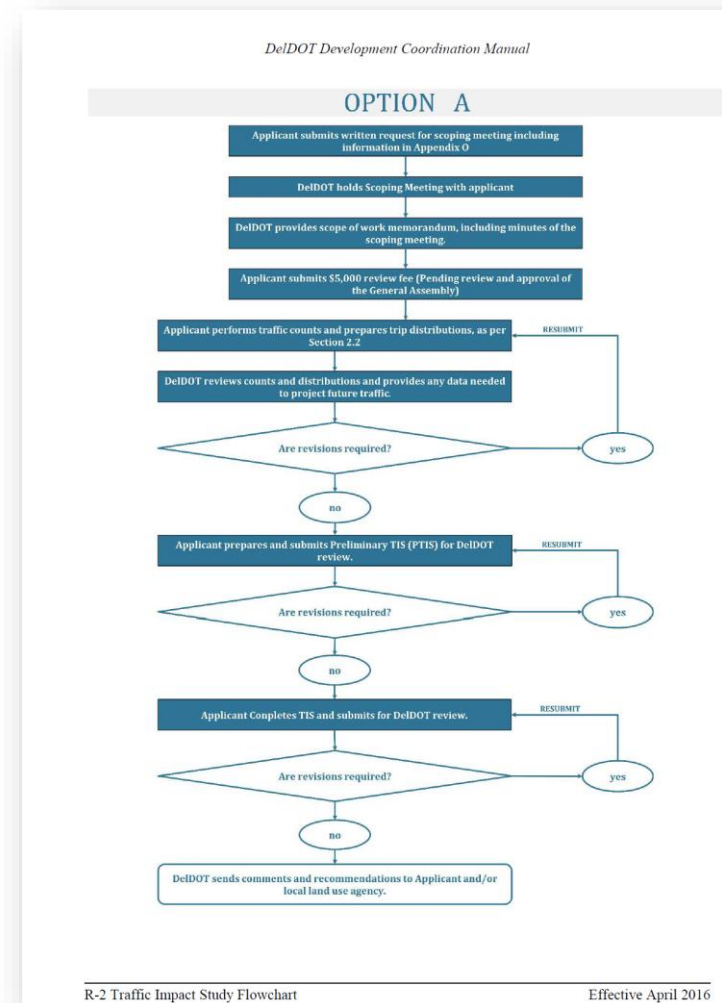 DelDOT Development Coordination Manual
OPTION A
Applicant submits written request for scoping meeting including
information in Appendix O
DelDOT holds Scoping Meeting with applicant
DelDOT provides scope of work memorandum, including minutes of the
scoping meeting.
Applicant submits $5,000 review fee (Pending review and approval of
the General Assembly)
Applicant performs traffic counts and prepares trip distributions, as per
Section 2.2
RESUBMIT
DelDOT reviews counts and distributions and provides any data needed
to project future traffic.
Are revisions required?
yes
no
Applicant prepares and submits Preliminary TIS (PTIS) for DelDOT
review.
RESUBMIT
Are revisions required?
yes
no
Applicant Conpletes TIS and submits for DelDOT review.
RESUBMIT
Are revisions required?
yes
no
DelDOT sends comments and recommendations to Applicant and/or
local land use agency.
R-2 Traffic Impact Study Flowchart
Effective April 2016